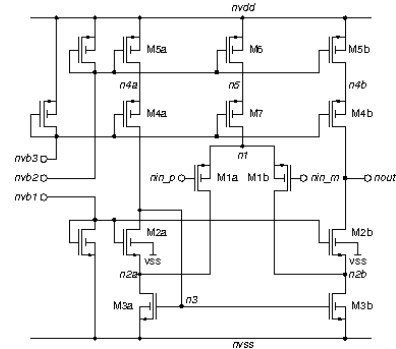 nvdd
M5a M6 M5b
n4a n5 n4b
M4a M7 M4b
nvb3
n1
nvb2 nin_p M1a M1b nin_m nout
nvb1
M2a M2b
vss vss
n2a n2b
M3a n3 M3b
nvss